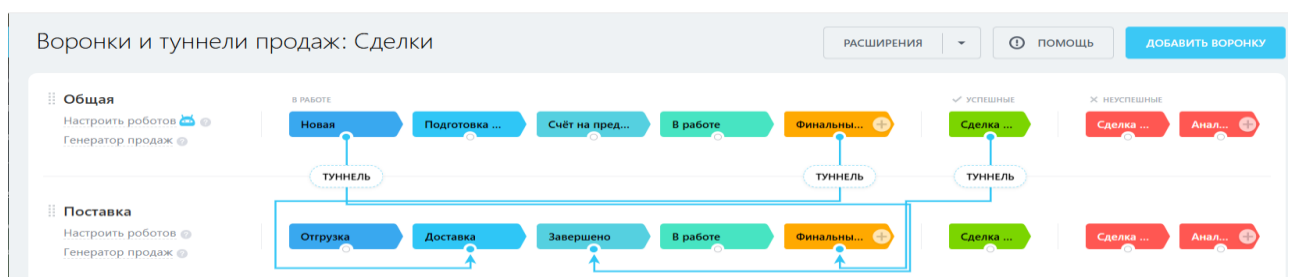 Воронки и туннели продаж: Сделки
РАСШИРЕНИЯ
ПОМОЩЬ
ДОБАВИТЬ ВОРОНКУ
Общая
В РАБОТЕ
УСПЕШНЫЕ
НЕУСПЕШНЫЕ
Настроить роботов
Генератор продаж
Новая
Подготовка ...
Счёт на пред...
В работе
Финальны...
Сделка ...
Сделка ...
Анал...
ТУННЕЛЬ
ТУННЕЛЬ
ТУННЕЛЬ
Поставка
Настроить роботов
Генератор продаж
Отгрузка
Доставка
Завершено
В работе
Финальны...
Сделка ...
Сделка ...
Анал...